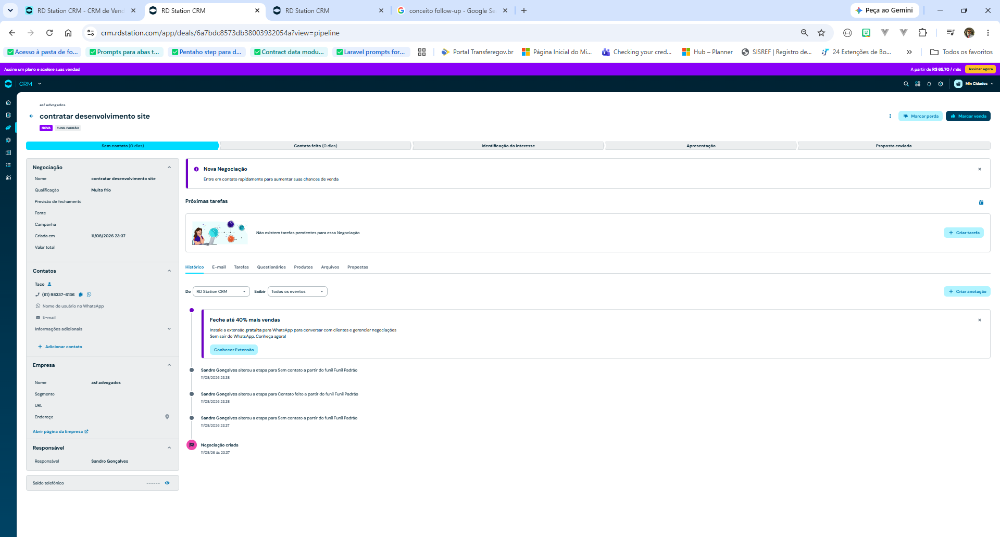 RD Station CRM - CRM de Vend
RD Station CRM
RD Station CRM
conceito follow-up - Google Se
Peça ao Gemini
crm.rdstation.com/app/deals/6a7bdc8573db38003932054a?view=pipeline
Acesso à pasta de fo...
Prompts para abas t...
Pentaho step para d...
Contract data modu...
Laravel prompts for...
Portal Transferegov.br
Página Inicial do Mi...
Checking your cred...
Hub – Planner
SISREF | Registro de...
24 Extenções de Bo...
Todos os favoritos
Assine um plano e acelere suas vendas!
A partir de R$ 65,70 / mês
Assinar agora
CRM
Min Cidades
asf advogados
contratar desenvolvimento site
NOVA
FUNIL PADRÃO
Marcar perda
Marcar venda
Sem contato (0 dias)
Contato feito (0 dias)
Identificação do interesse
Apresentação
Proposta enviada
Negociação
Nome contratar desenvolvimento site
Qualificação Muito frio
Previsão de fechamento
Fonte
Campanha
Criada em 11/08/2026 23:37
Valor total
Contatos
Taco
(61) 98337-6136
Nome de usuário no WhatsApp
E-mail
Informações adicionais
+ Adicionar contato
Empresa
Nome asf advogados
Segmento
URL
Endereço
Abrir página da Empresa
Responsável
Responsável Sandro Gonçalves
Saldo telefônico ------
Nova Negociação
Entre em contato rapidamente para aumentar suas chances de venda
Próximas tarefas
Não existem tarefas pendentes para essa Negociação
+ Criar tarefa
Histórico
E-mail
Tarefas
Questionários
Produtos
Arquivos
Propostas
Do RD Station CRM
Exibir Todos os eventos
+ Criar anotação
Feche até 40% mais vendas
Instale a extensão gratuita para WhatsApp para conversar com clientes e gerenciar negociações
Sem sair do WhatsApp. Conheça agora!
Conhecer Extensão
Sandro Gonçalves alterou a etapa para Sem contato a partir do funil Funil Padrão
11/08/2026 23:38
Sandro Gonçalves alterou a etapa para Contato feito a partir do funil Funil Padrão
11/08/2026 23:38
Sandro Gonçalves alterou a etapa para Sem contato a partir do funil Funil Padrão
11/08/2026 23:37
Negociação criada
11/08/26 às 23:37